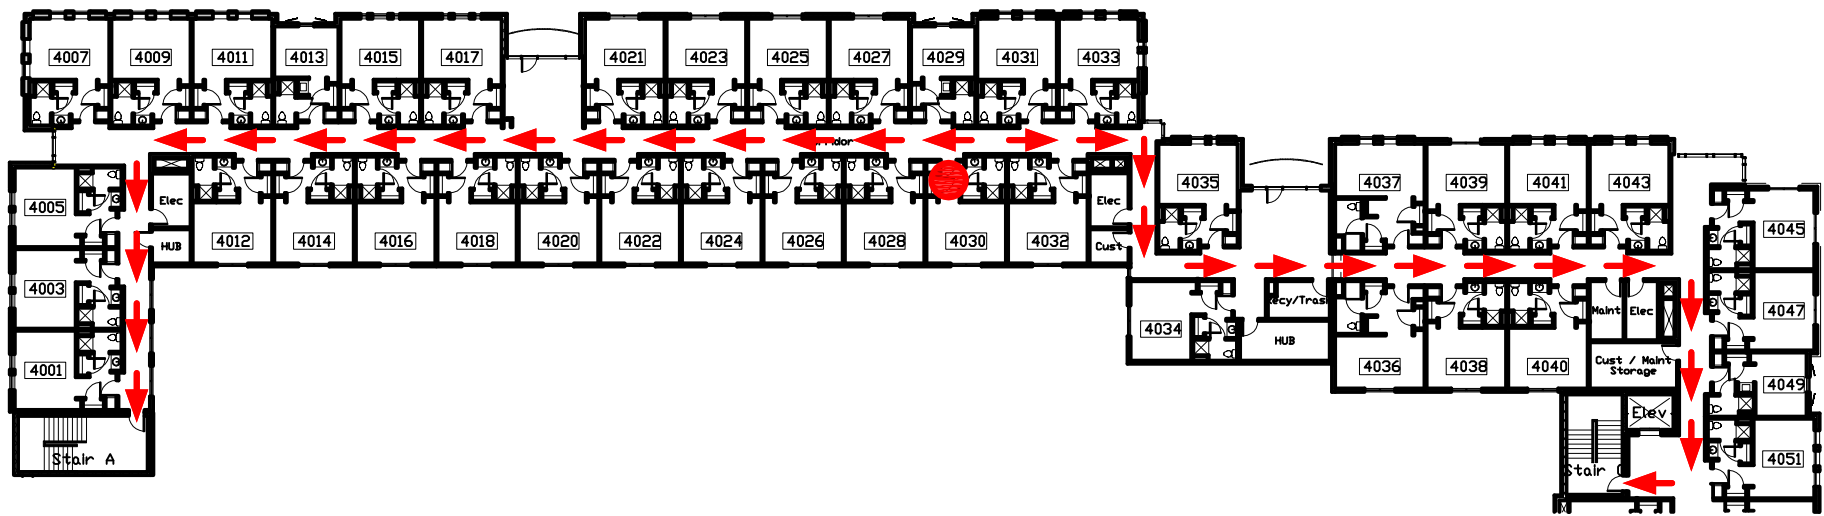 4007 4009 4011 4013 4015 4017 4021 4023 4025 4027 4029 4031 4033
4005 Elec 4012 4014 4016 4018 4020 4022 4024 4026 4028 4030 4032 Elec 4035 4037 4039 4041 4043 4045
HUB Cust
4003 4034 HUB Maint Elec 4047
4001 4036 4038 4040 Cust / Maint 4049
Storage
Elev
Stair A Stair 4051